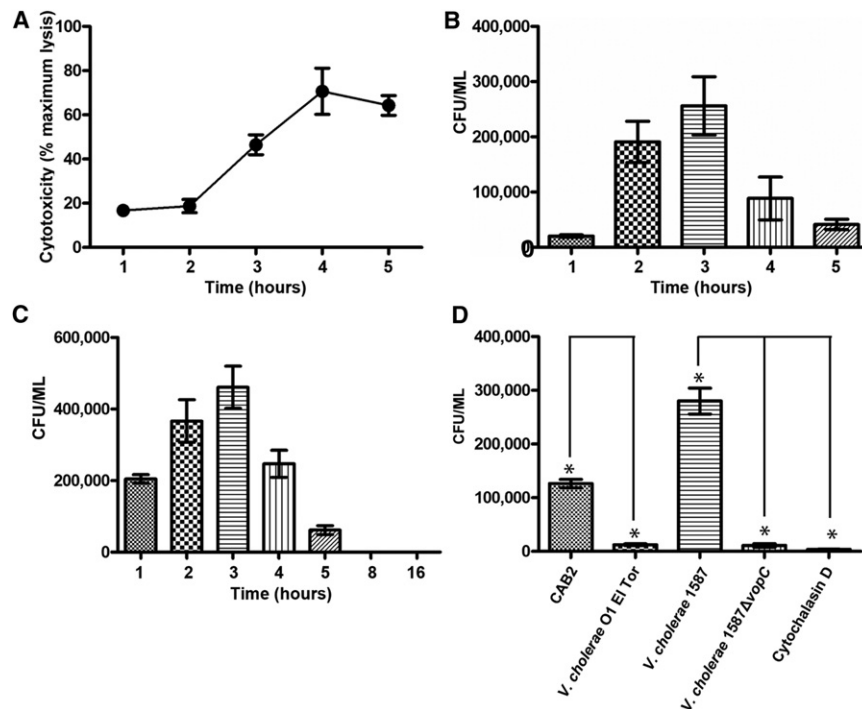 A
Cytotoxicity (% maximum lysis)
100
80
60
40
20
0
1 2 3 4 5
Time (hours)
B
CFU/ML
400,000
300,000
200,000
100,000
0
1 2 3 4 5
Time (hours)
C
CFU/ML
600,000
400,000
200,000
0
1 2 3 4 5 8 16
Time (hours)
D
CFU/ML
400,000
300,000
200,000
100,000
0
* * * * *
CAB2
V. cholerae O1 El Tor
V. cholerae 1587
V. cholerae 1587ΔvopC
Cytochalasin D